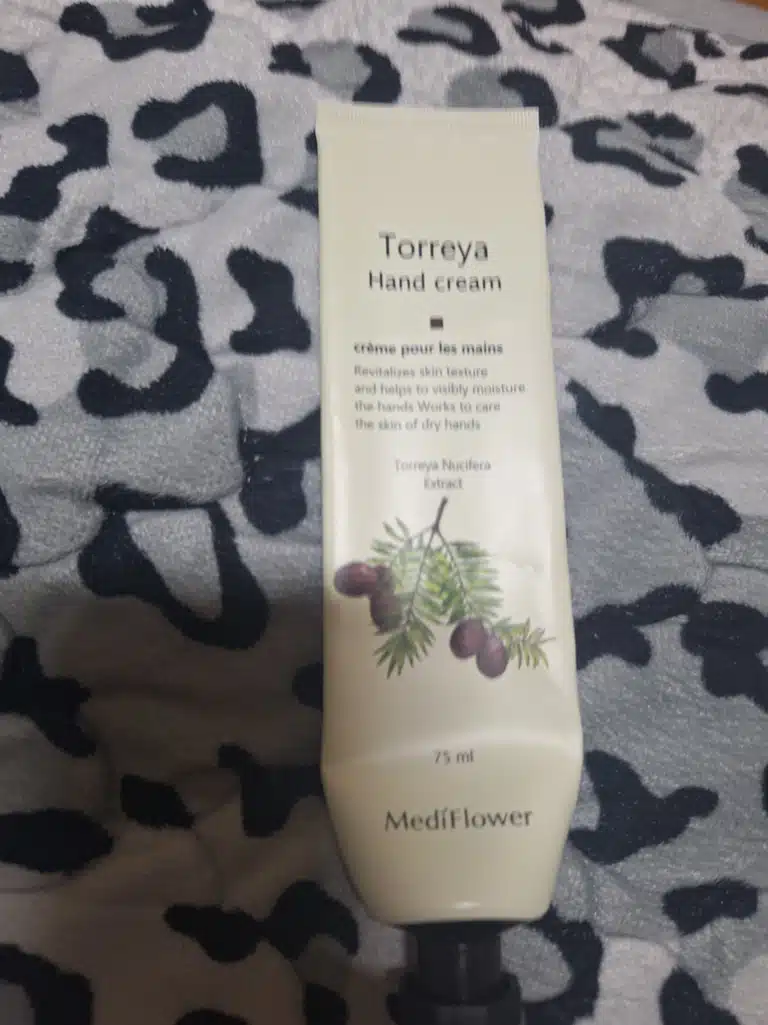 Torreya
Hand cream
crème pour les mains
Revitalizes skin texture
and helps to visibly moisture
the hands Works to care
the skin of dry hands
Torreya Nucifera
Extract
75 ml
MediFlower